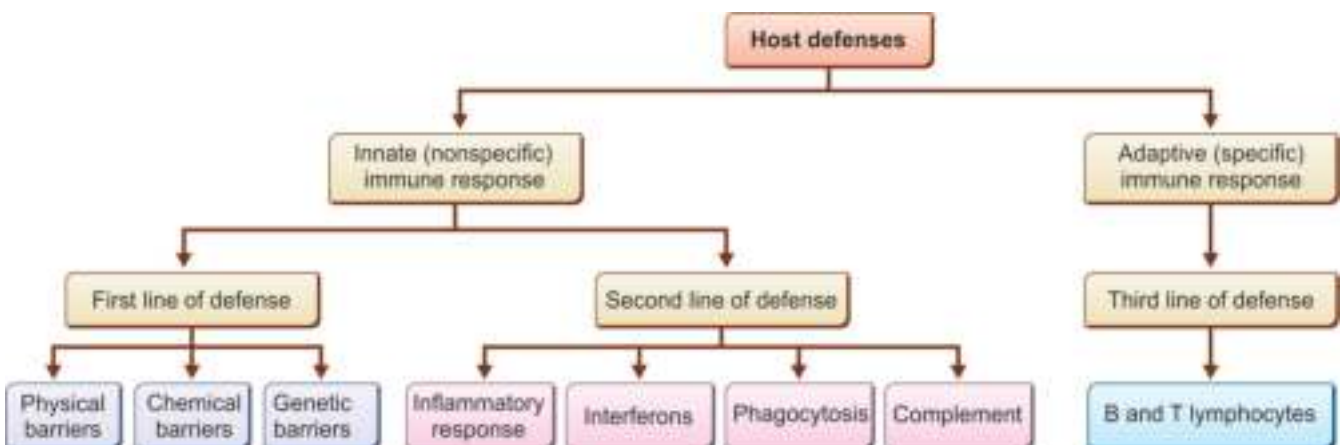 Host defenses
Innate (nonspecific)
immune response
Adaptive (specific)
immune response
First line of defense
Second line of defense
Third line of defense
Physical
barriers
Chemical
barriers
Genetic
barriers
Inflammatory
response
Interferons
Phagocytosis
Complement
B and T lymphocytes